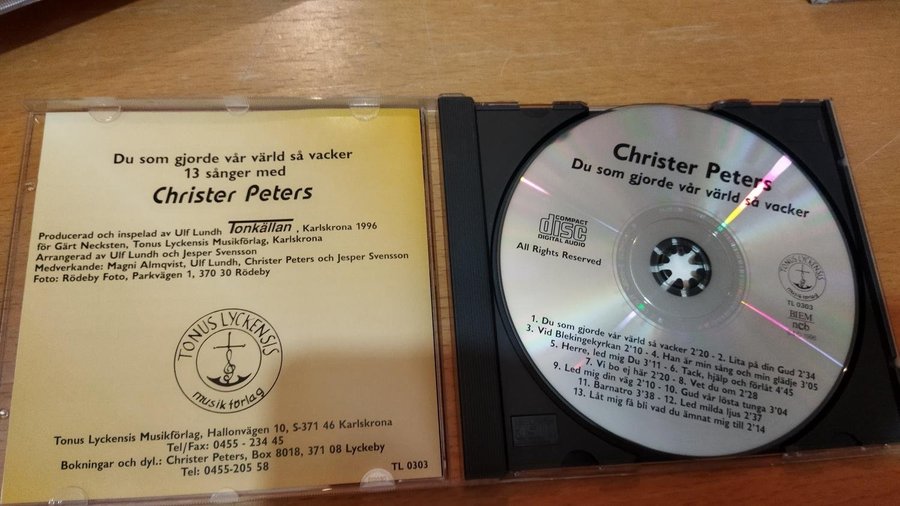 Du som gjorde vår värld så vacker
13 sånger med
Christer Peters
Producerad och inspelad av Ulf Lundh Tonkällan, Karlskrona 1996
för Gärt Necksten, Tonus Lyckensis Musikförlag, Karlskrona
Arrangerad av Ulf Lundh och Jesper Svensson
Medverkande: Magni Almqvist, Ulf Lundh, Christer Peters och Jesper Svensson
Foto: Rödeby Foto, Parkvägen 1, 370 30 Rödeby
TONUS LYCKENSIS
musikförlag
Tonus Lyckensis Musikförlag, Hallonvägen 10, S-371 46 Karlskrona
Tel/Fax: 0455 - 234 45
Bokningar och dyl.: Christer Peters, Box 8018, 371 08 Lyckeby
Tel: 0455-205 58
TL 0303
Christer Peters
Du som gjorde vår värld så vacker
COMPACT
disc
DIGITAL AUDIO
All Rights Reserved
TONUS LYCKENSIS
musikförlag
TL 0303
BIEM
ncb
1. Du som gjorde vår värld så vacker 2'20 - 2. Lita på din Gud 2'34
3. Vid Blekingekyrkan 2'10 - 4. Han är min sång och min glädje 3'05
5. Herre, led mig Du 3'11 - 6. Tack, hjälp och förlåt 4'45
7. Vi bo ej här 2'20 - 8. Vet du om 2'28
9. Led mig din väg 2'10 - 10. Gud vår lösta tunga 3'04
11. Barnatro 3'38 - 12. Led milda ljus 2'37
13. Låt mig få bli vad du ämnat mig till 2'14